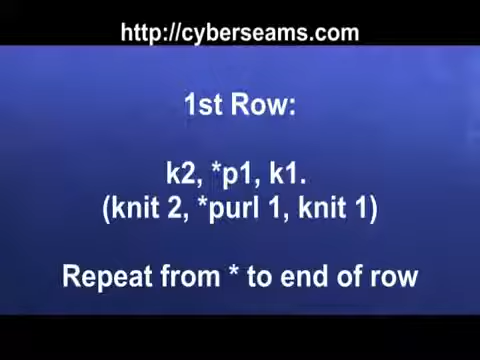 http://cyberseams.com
1st Row:
k2, *p1, k1.
(knit 2, *purl 1, knit 1)
Repeat from * to end of row